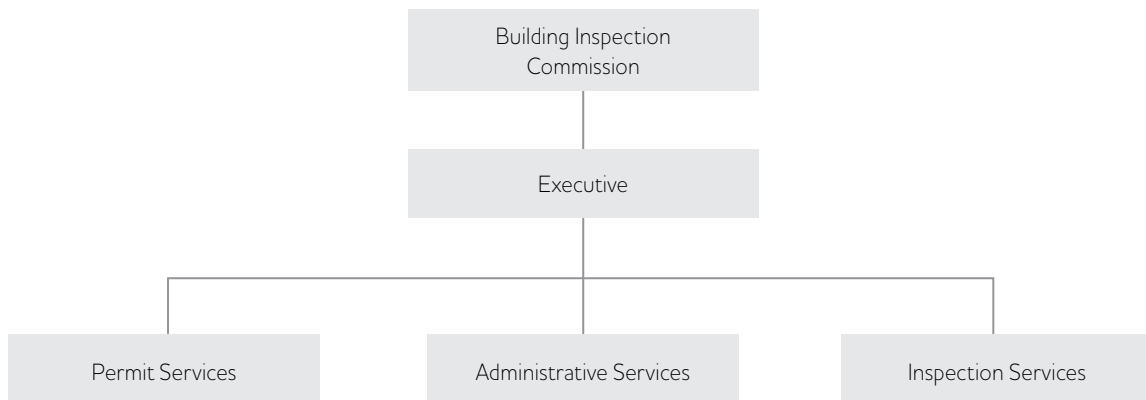 Building Inspection
Commission
Executive
Permit Services
Administrative Services
Inspection Services